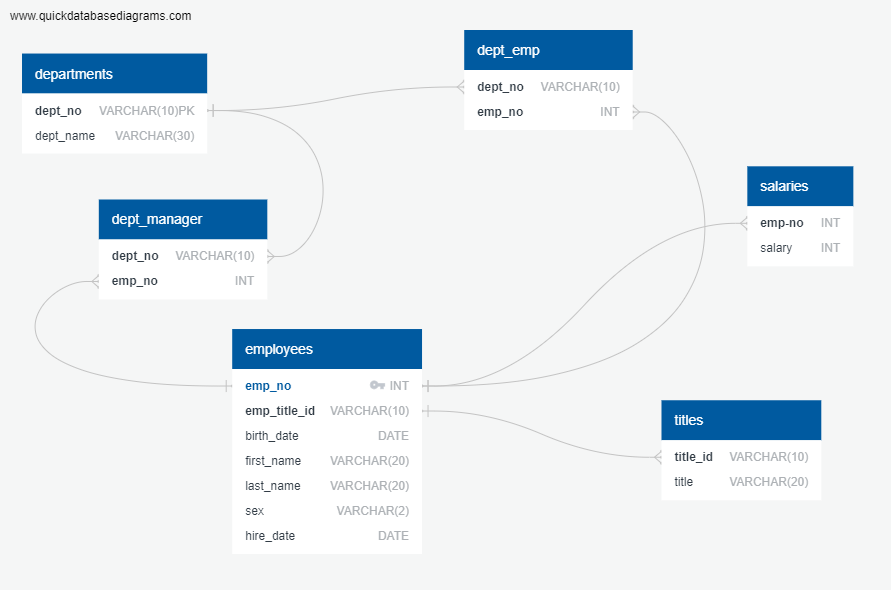 www.quickdatabasediagrams.com
departments
dept_no VARCHAR(10)PK
dept_name VARCHAR(30)
dept_emp
dept_no VARCHAR(10)
emp_no INT
salaries
emp-no INT
salary INT
dept_manager
dept_no VARCHAR(10)
emp_no INT
employees
emp_no INT
emp_title_id VARCHAR(10)
birth_date DATE
first_name VARCHAR(20)
last_name VARCHAR(20)
sex VARCHAR(2)
hire_date DATE
titles
title_id VARCHAR(10)
title VARCHAR(20)